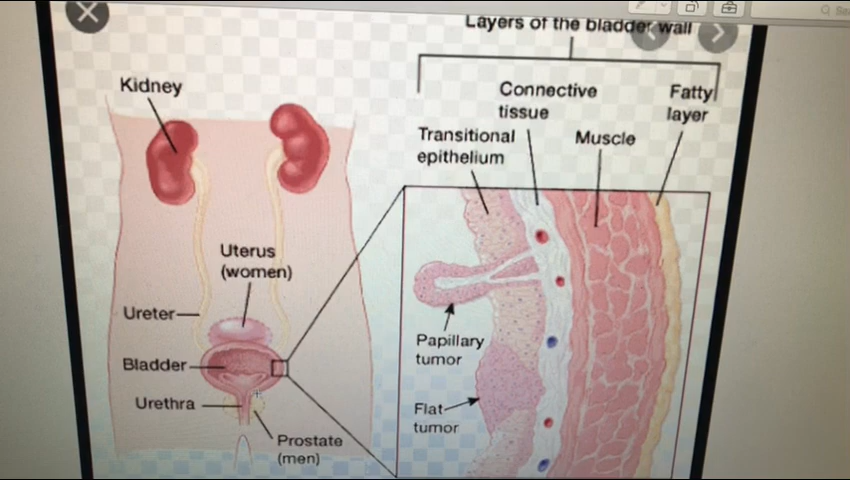 Layers of the bladder wall
Kidney
Connective
tissue
Fatty
layer
Transitional
epithelium
Muscle
Uterus
(women)
Ureter
Bladder
Urethra
Prostate
(men)
Papillary
tumor
Flat
tumor